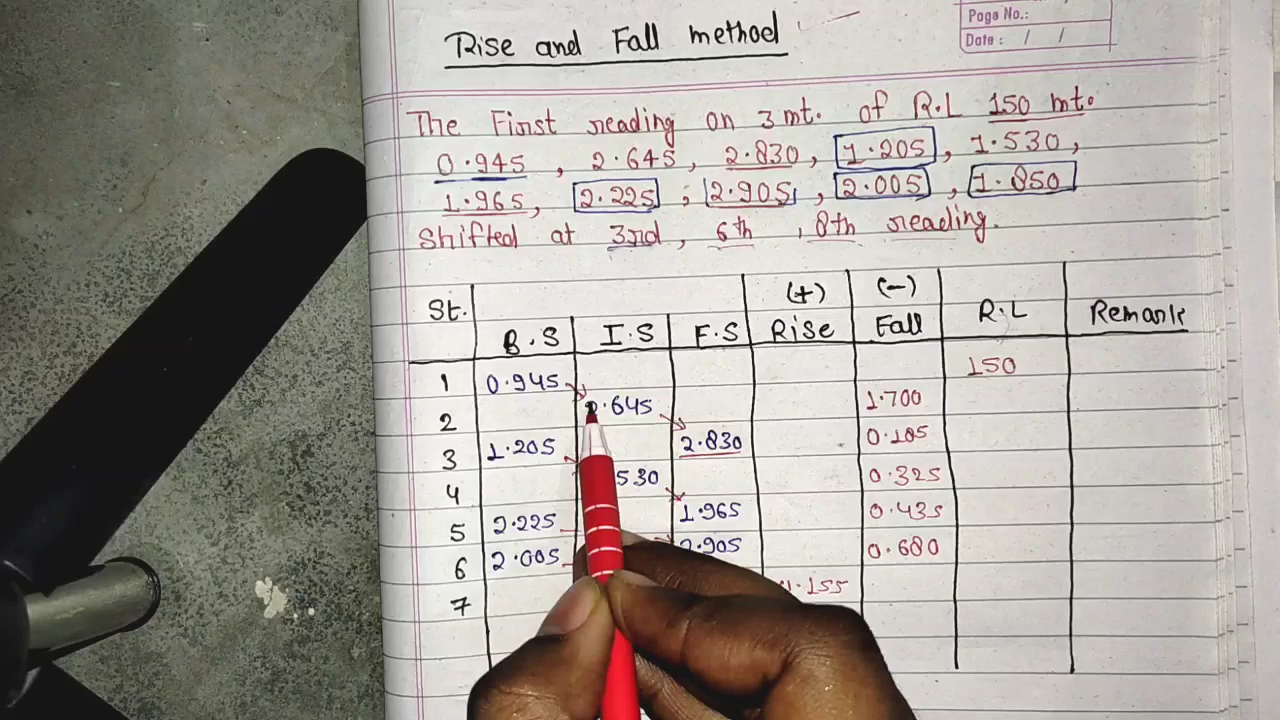 Page No.:
Date : / /
Rise and Fall method
The First reading on 3 mt. of R.L 150 mt.
0.945 , 2.645 , 2.830 , 1.205 , 1.530 ,
1.965 , 2.225 , 2.905 , 2.005 , 1.850
Shifted at 3rd , 6th , 8th reading.
St. B.S I.S F.S (+) Rise (-) Fall R.L Remark
1 0.945 150
2 .645 1.700
3 1.205 2.830 0.185
4 530 0.325
5 2.225 1.965 0.435
6 2.005 2.905 0.680
7 .155